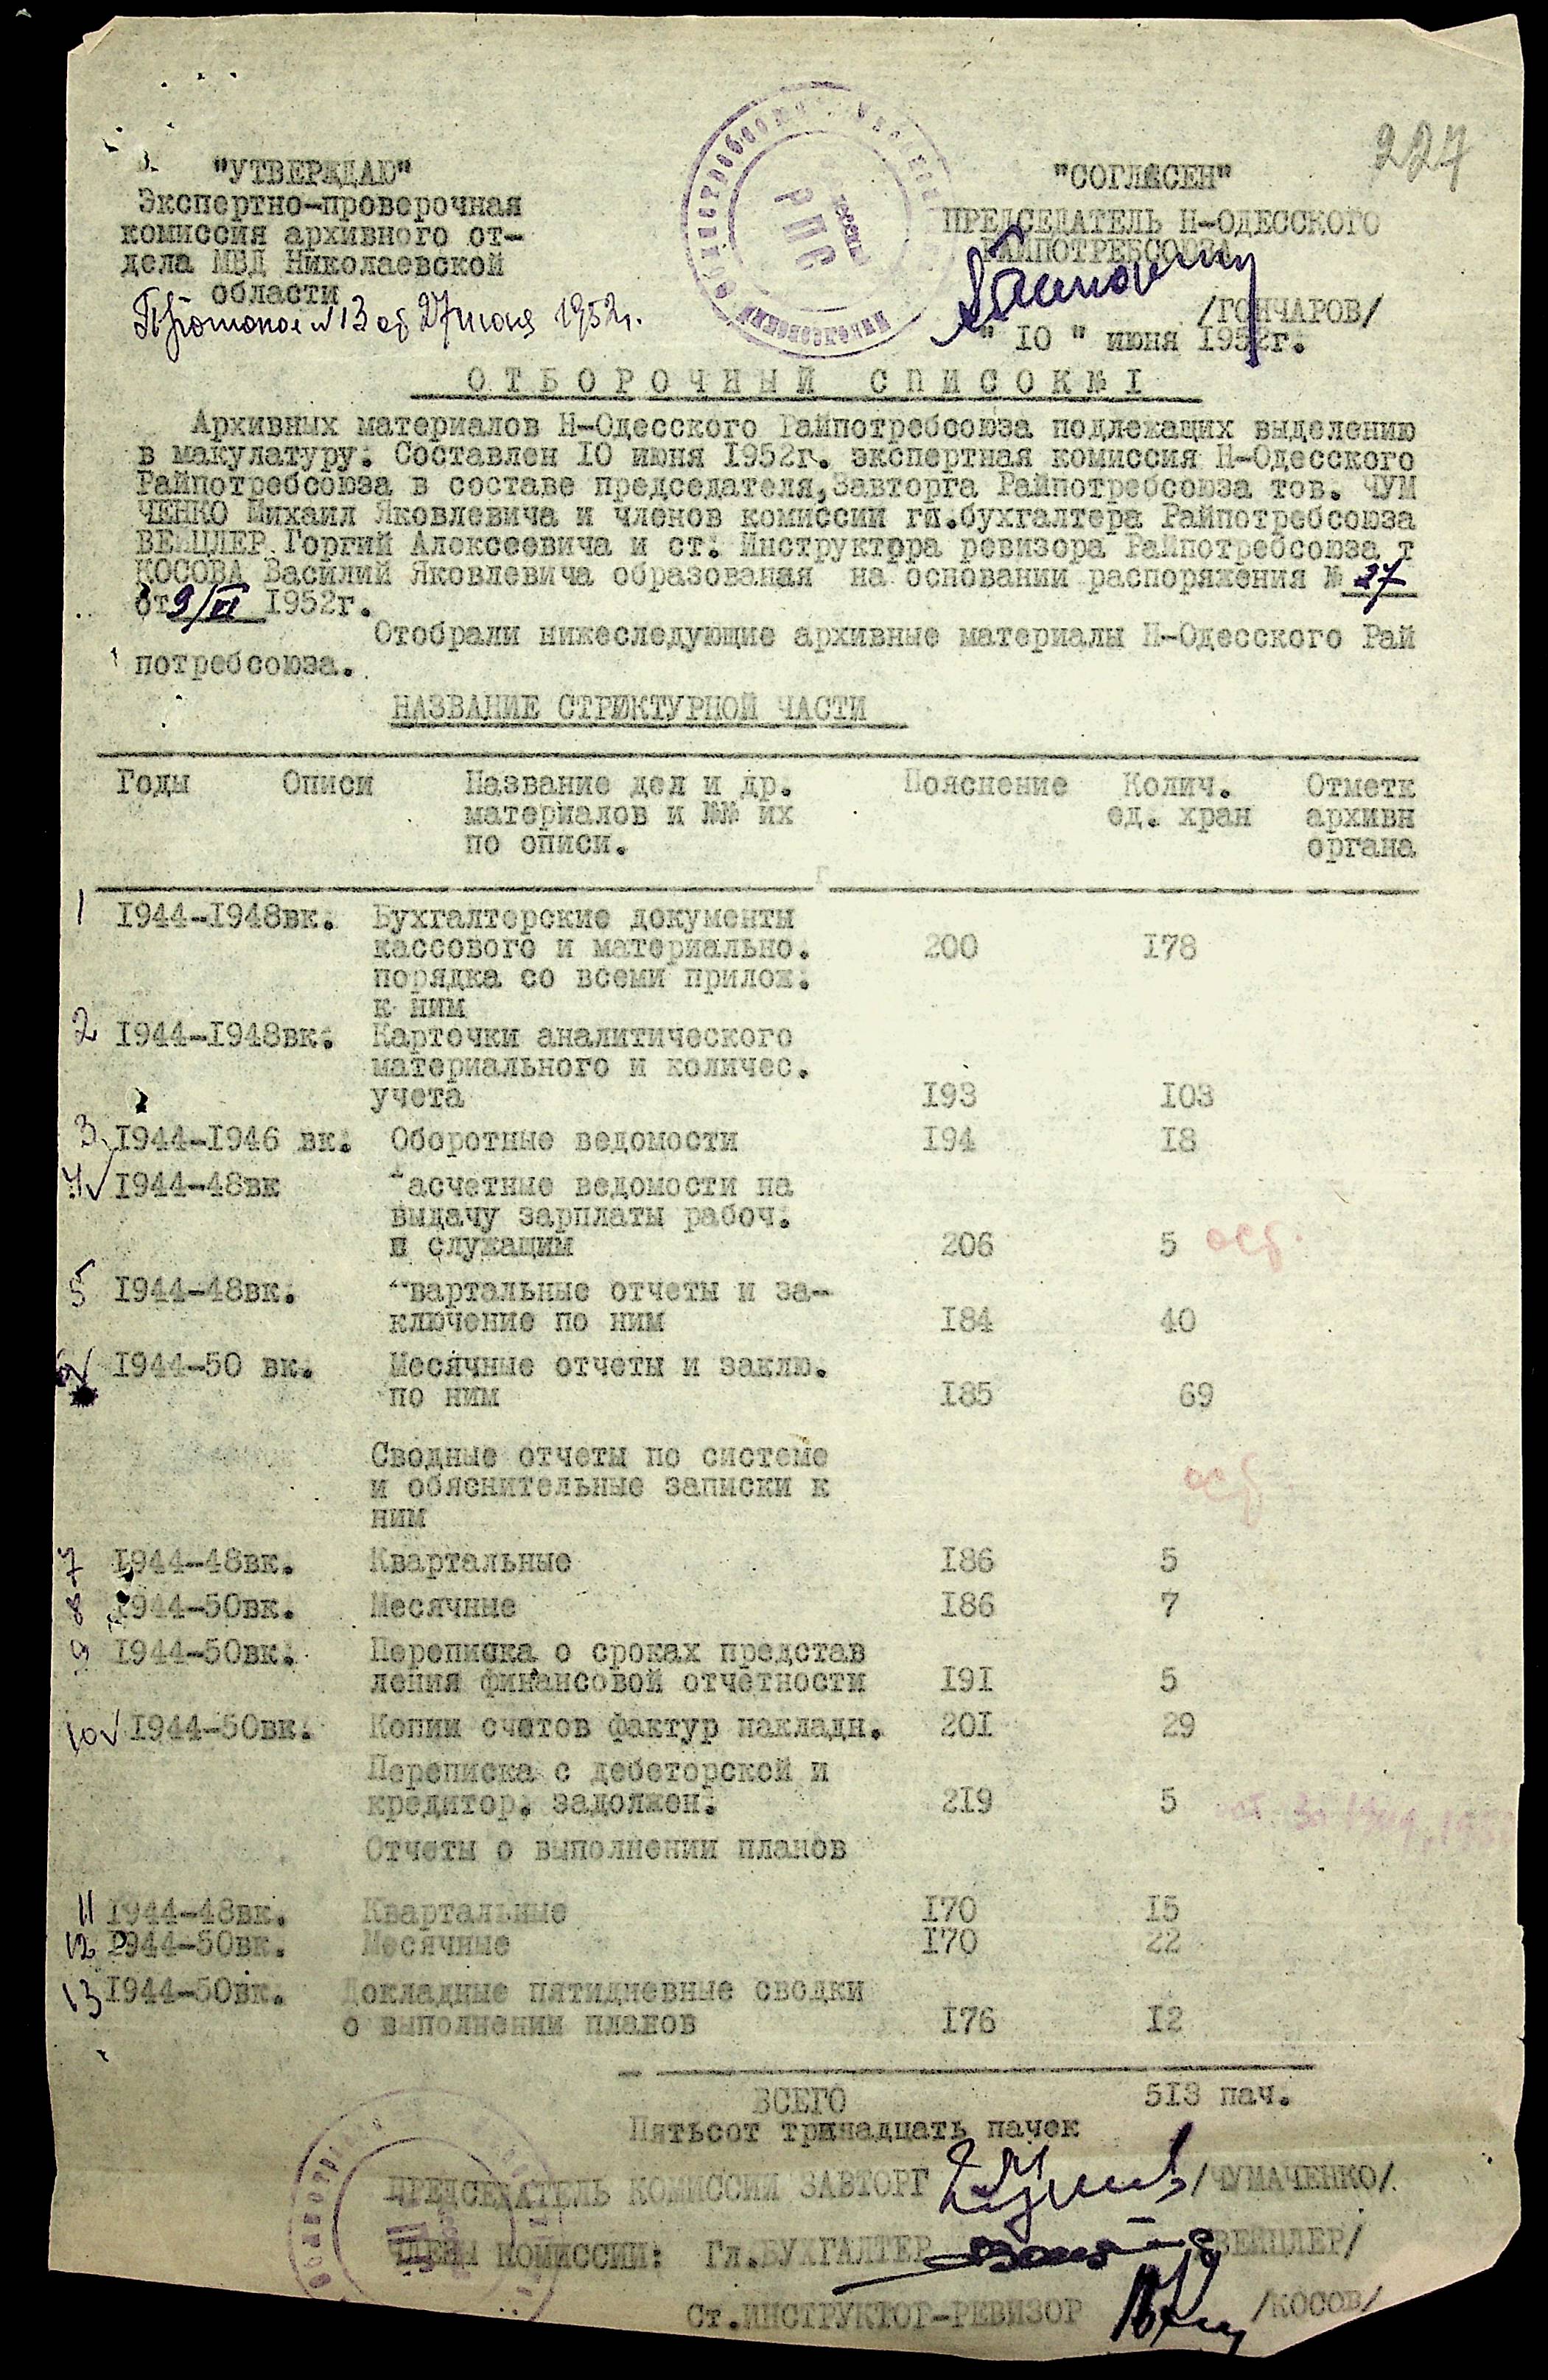 227
"УТВЕРЖДАЮ"
Экспертно-проверочная
комиссия архивного от-
дела МВД Николаевской
области
Протокол №13 от 27 июня 1952г.
РПС
"СОГЛАСЕН"
ПРЕДСЕДАТЕЛЬ Н-ОДЕССКОГО
РАЙПОТРЕБСОЮЗА
/ГОНЧАРОВ/
" 10 " июня 1952г.
ОТБОРОЧНЫЙ СПИСОК№ I
Архивных материалов Н-Одесского Райпотребсоюза подлежащих выделению
в макулатуру. Составлен 10 июня 1952г. экспертная комиссия Н-Одесского
Райпотребсоюза в составе председателя, Завторга Райпотребсоюза тов. ЧУМ
ЧЕНКО Михаил Яковлевича и членов комиссии гл.бухгалтера Райпотребсоюза
ВЕЙЦЛЕР Горгий Алексеевича и ст. Инструктора ревизора Райпотребсоюза т
КОСОВА Василий Яковлевича образованая на основании распоряжения № 37
от 9/VI 1952г.
Отобрали нижеследующие архивные материалы Н-Одесского Рай
потребсоюза.
НАЗВАНИЕ СТРУКТУРНОЙ ЧАСТИ
Годы Описи Название дел и др. Пояснение Колич. Отметк
материалов и №№ их ед. хран архивн
по описи. органа
1 1944-1948вк. Бухгалтерские документы
кассового и материально. 200 178
порядка со всеми прилож.
к ним
2 1944-1948вк. Карточки аналитического
материального и количес.
учета 193 103
3 1944-1946 вк. Оборотные ведомости 194 18
4√ 1944-48вк Расчетные ведомости на
выдачу зарплаты рабоч.
и служащим 206 5 ост.
5 1944-48вк. Квартальные отчеты и за-
ключение по ним 184 40
6√ 1944-50 вк. Месячные отчеты и заклю.
по ним 185 69
Сводные отчеты по системе
и обяснительные записки к ост
ним
7 1944-48вк. Квартальные 186 5
8 1944-50вк. Месячные 186 7
9 1944-50вк. Переписка о сроках представ
ления финансовой отчетности 191 5
10√ 1944-50вк. Копии счетов фактур накладн. 201 29
Переписка с дебеторской и
кредитор. задолжен. 219 5
Отчеты о выполнении планов
11 1944-48вк. Квартальные 170 15
12 1944-50вк. Месячные 170 22
13 1944-50вк. Докладные пятидневные сводки
о выполнении планов 176 12
ВСЕГО 513 пач.
Пятьсот тринадцать пачек
ПРЕДСЕДАТЕЛЬ КОМИССИИ ЗАВТОРГ /ЧУМАЧЕНКО/.
ЧЛЕНЫ КОМИССИИ: Гл.БУХГАЛТЕР ВЕЙЦЛЕР/
Ст.ИНСТРУКТОР-РЕВИЗОР /КОСОВ/